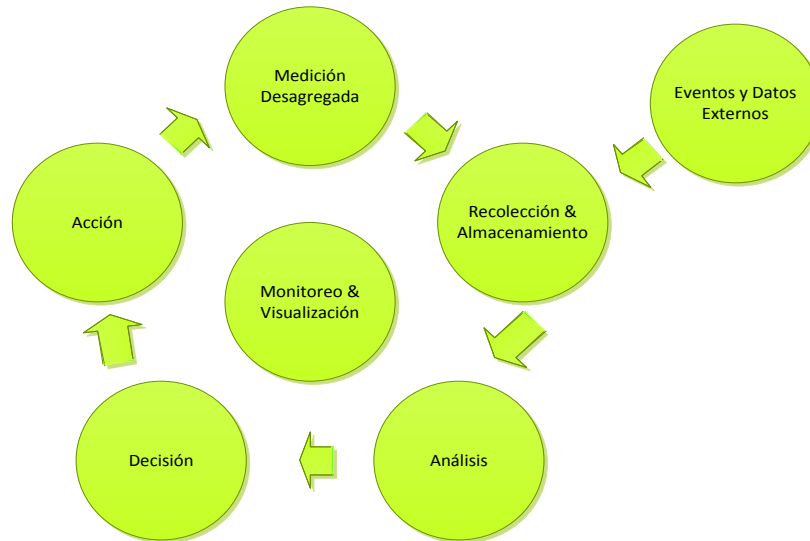 Medición
Desagregada
Eventos y Datos
Externos
Acción
Recolección &
Almacenamiento
Monitoreo &
Visualización
Decisión
Análisis